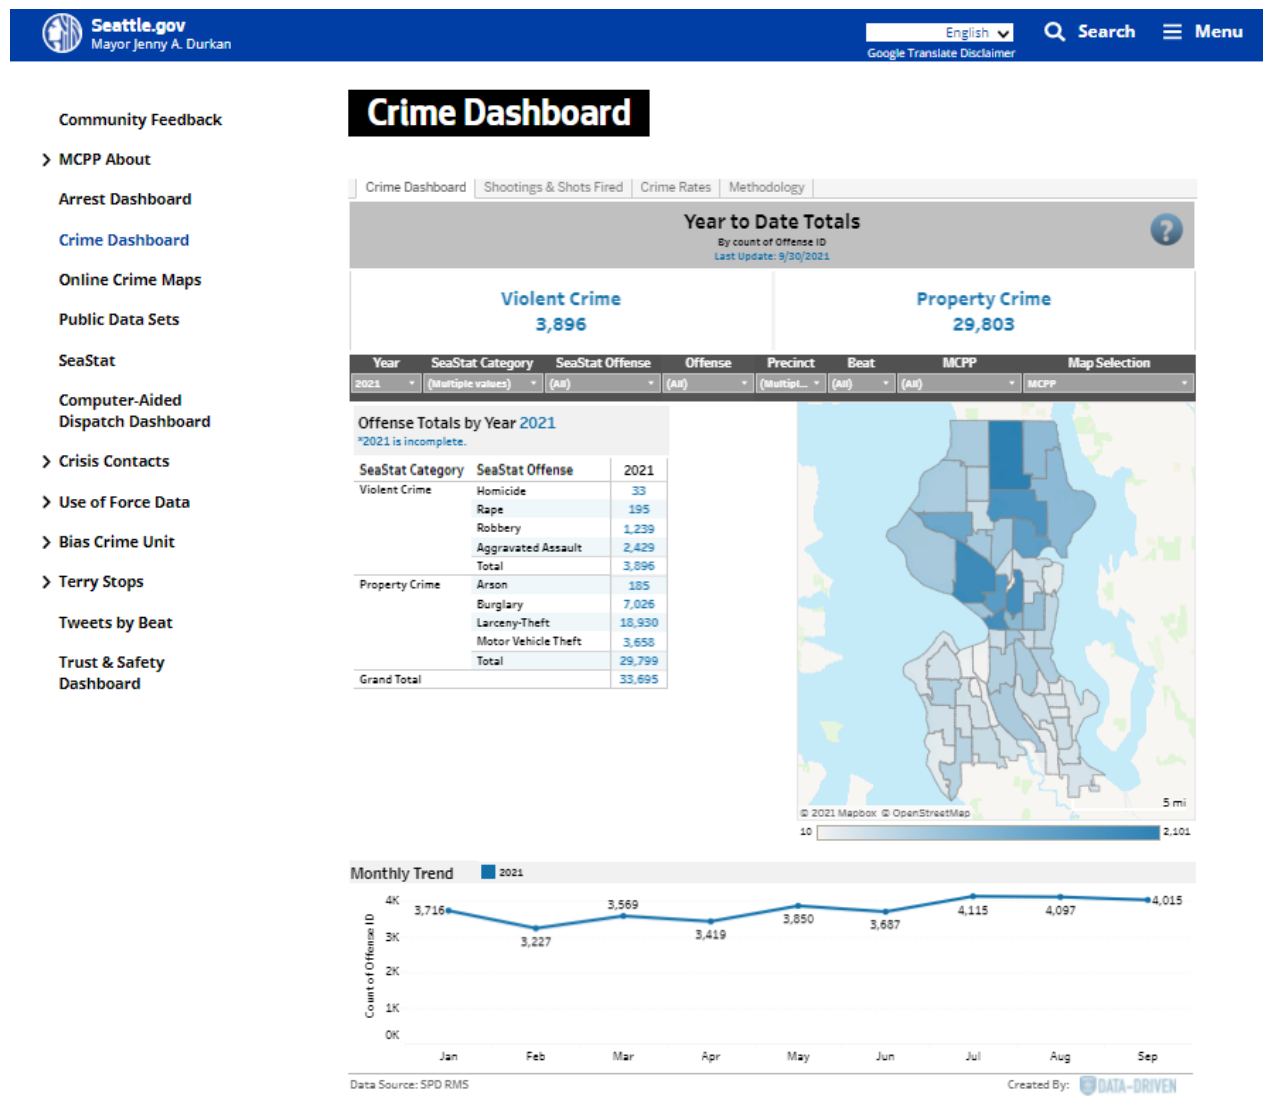 Seattle.gov
Mayor Jenny A. Durkan
English
Google Translate Disclaimer
Search
Menu
Community Feedback
MCPP About
Arrest Dashboard
Crime Dashboard
Online Crime Maps
Public Data Sets
SeaStat
Computer-Aided
Dispatch Dashboard
Crisis Contacts
Use of Force Data
Bias Crime Unit
Terry Stops
Tweets by Beat
Trust & Safety
Dashboard
Crime Dashboard
Crime Dashboard Shootings & Shots Fired Crime Rates Methodology
Year to Date Totals
By count of Offense ID
Last Update: 9/30/2021
?
Violent Crime
3,896
Property Crime
29,803
Year SeaStat Category SeaStat Offense Offense Precinct Beat MCPP Map Selection
2021 (Multiple values) (All) (All) (Multipl... (All) (All) MCPP
Offense Totals by Year 2021
*2021 is incomplete.
SeaStat Category SeaStat Offense 2021
Violent Crime Homicide 33
Rape 195
Robbery 1,239
Aggravated Assault 2,429
Total 3,896
Property Crime Arson 185
Burglary 7,026
Larceny-Theft 18,930
Motor Vehicle Theft 3,658
Total 29,799
Grand Total 33,695
5 mi
© 2021 Mapbox © OpenStreetMap
10 2,101
Monthly Trend 2021
Count of Offense ID
4K
3K
2K
1K
0K
3,716
3,227
3,569
3,419
3,850
3,687
4,115
4,097
4,015
Jan Feb Mar Apr May Jun Jul Aug Sep
Data Source: SPD RMS
Created By: DATA-DRIVEN